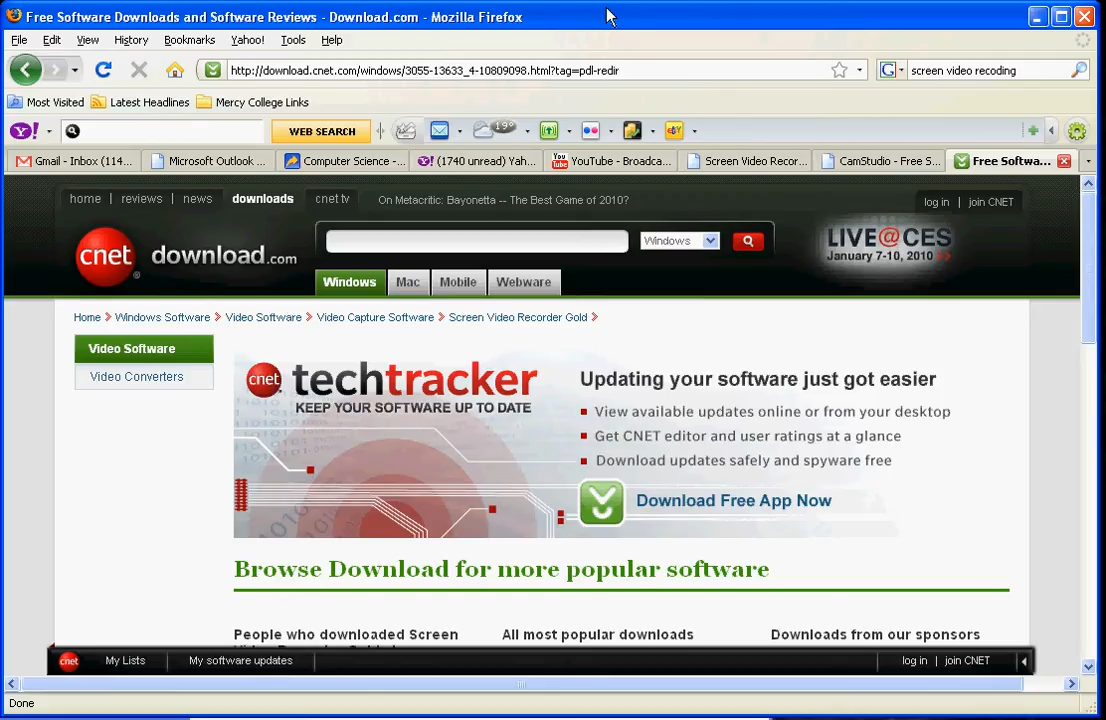 Free Software Downloads and Software Reviews - Download.com - Mozilla Firefox
File Edit View History Bookmarks Yahoo! Tools Help
http://download.cnet.com/windows/3055-13633_4-10809098.html?tag=pdl-redir
G screen video recoding
Most Visited Latest Headlines Mercy College Links
Y! WEB SEARCH 19°
Gmail - Inbox (114... Microsoft Outlook ... Computer Science -... Y! (1740 unread) Yah... You Tube YouTube - Broadca... Screen Video Recor... CamStudio - Free S... Free Softwa...
home reviews news downloads cnet tv On Metacritic: Bayonetta -- The Best Game of 2010? log in | join CNET
cnet download.com Windows LIVE@CES
January 7-10, 2010
Windows Mac Mobile Webware
Home Windows Software Video Software Video Capture Software Screen Video Recorder Gold
Video Software
Video Converters
cnet techtracker
KEEP YOUR SOFTWARE UP TO DATE
Updating your software just got easier
View available updates online or from your desktop
Get CNET editor and user ratings at a glance
Download updates safely and spyware free
Download Free App Now
Browse Download for more popular software
People who downloaded Screen All most popular downloads Downloads from our sponsors
cnet My Lists My software updates log in | join CNET
Done